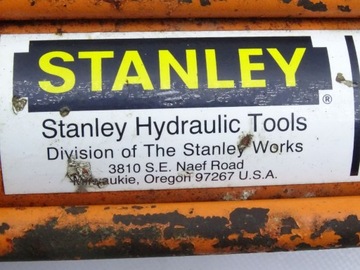 STANLEY
®
Stanley Hydraulic Tools
Division of The Stanley Works
3810 S.E. Naef Road
Milwaukie, Oregon 97267 U.S.A.